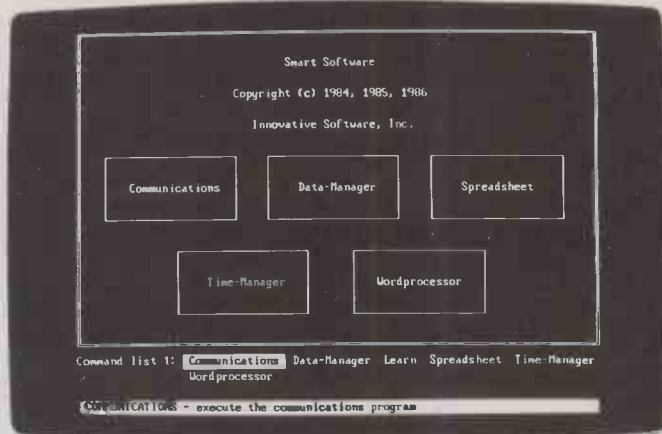 Smart Software
Copyright (c) 1984, 1985, 1986
Innovative Software, Inc.
Communications Data-Manager Spreadsheet
Time-Manager Wordprocessor
Command list 1: Communications Data-Manager Learn Spreadsheet Time-Manager
Wordprocessor
COMMUNICATIONS - execute the communications program